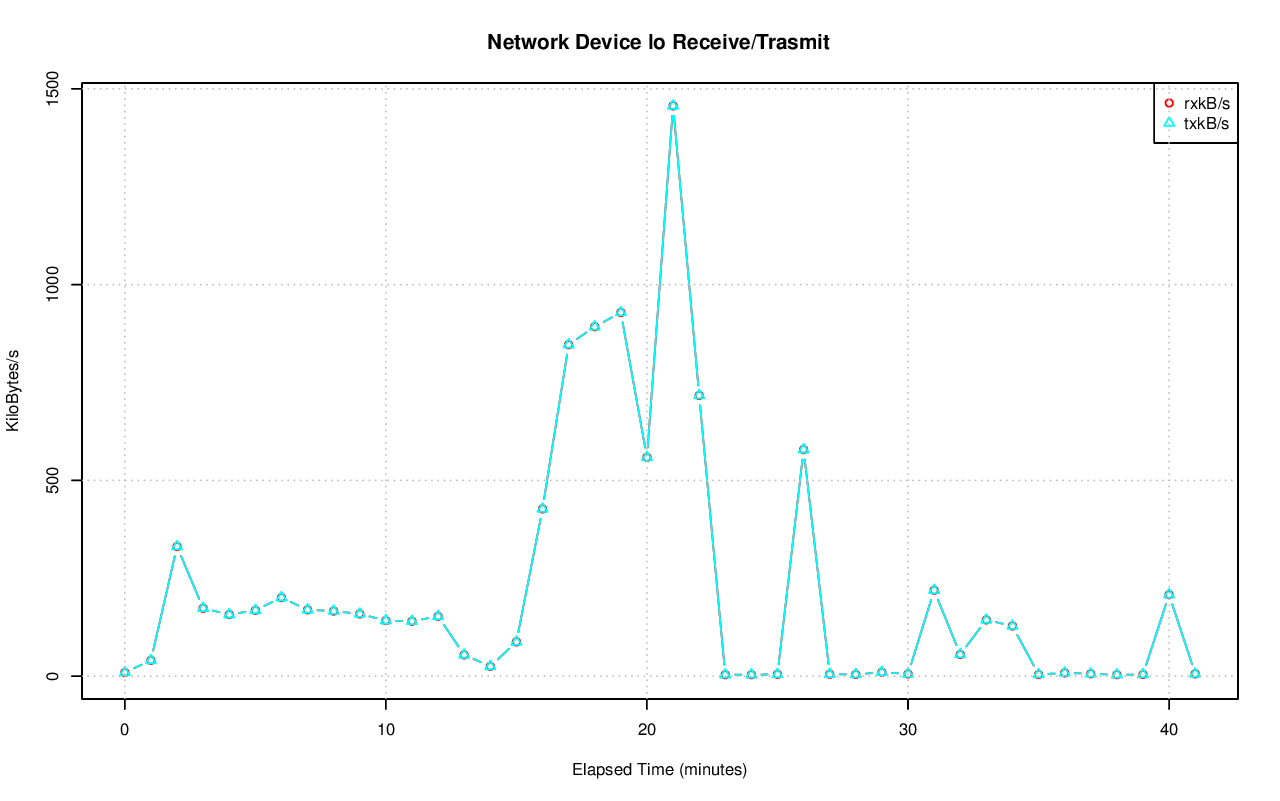 Network Device lo Receive/Trasmit
rxkB/s
txkB/s
KiloBytes/s
1500
1000
500
0
0 10 20 30 40
Elapsed Time (minutes)